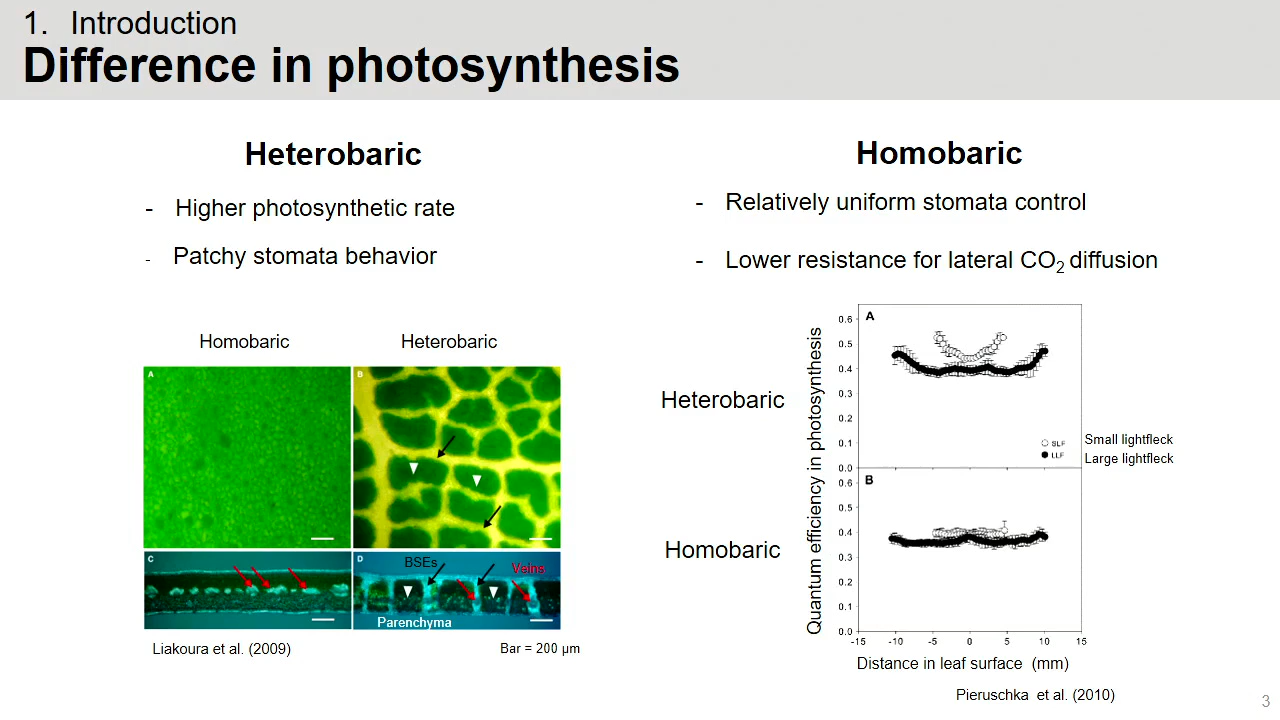 1. Introduction
Difference in photosynthesis
Heterobaric
- Higher photosynthetic rate
- Patchy stomata behavior
Homobaric Heterobaric
A B
C D
BSEs Veins
Parenchyma
Liakoura et al. (2009) Bar = 200 μm
Homobaric
- Relatively uniform stomata control
- Lower resistance for lateral CO2 diffusion
Heterobaric
Homobaric
Quantum efficiency in photosynthesis
A
0.6
0.5
0.4
0.3
0.2
0.1
0.0
SLF Small lightfleck
LLF Large lightfleck
B
0.6
0.5
0.4
0.3
0.2
0.1
0.0
-15 -10 -5 0 5 10 15
Distance in leaf surface (mm)
Pieruschka et al. (2010)
3